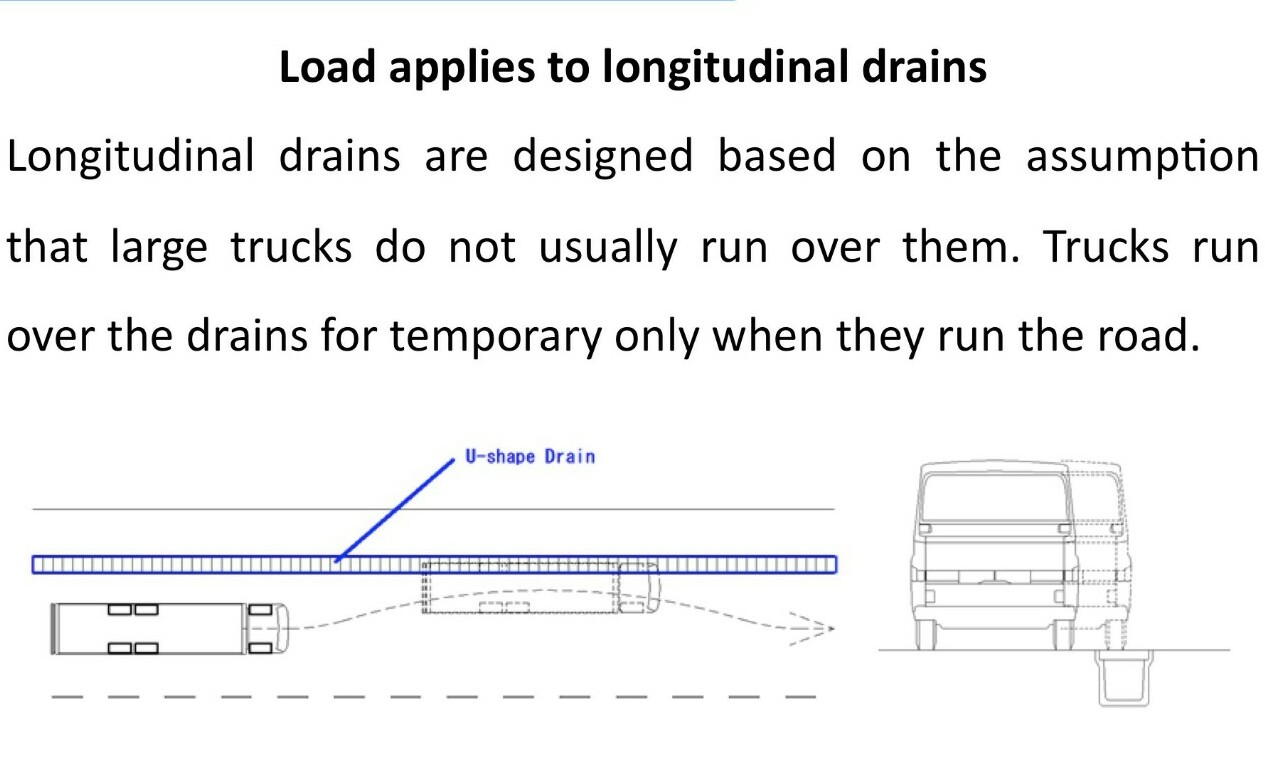 Load applies to longitudinal drains
Longitudinal drains are designed based on the assumption
that large trucks do not usually run over them. Trucks run
over the drains for temporary only when they run the road.
U-shape Drain